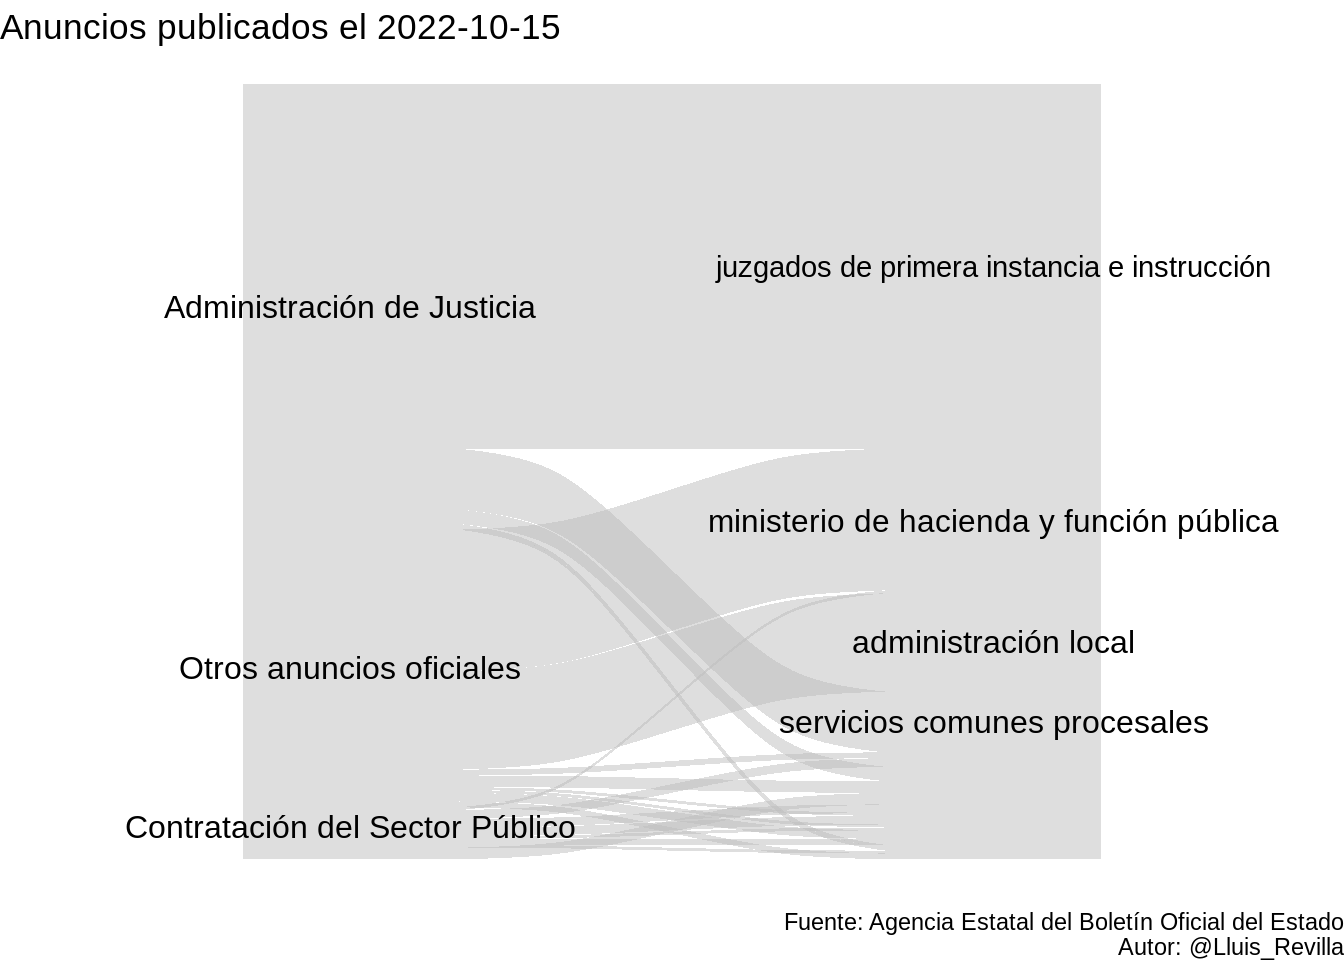 Anuncios publicados el 2022-10-15
juzgados de primera instancia e instrucción
Administración de Justicia
ministerio de hacienda y función pública
administración local
Otros anuncios oficiales
servicios comunes procesales
Contratación del Sector Público
Fuente: Agencia Estatal del Boletín Oficial del Estado
Autor: @Lluis_Revilla